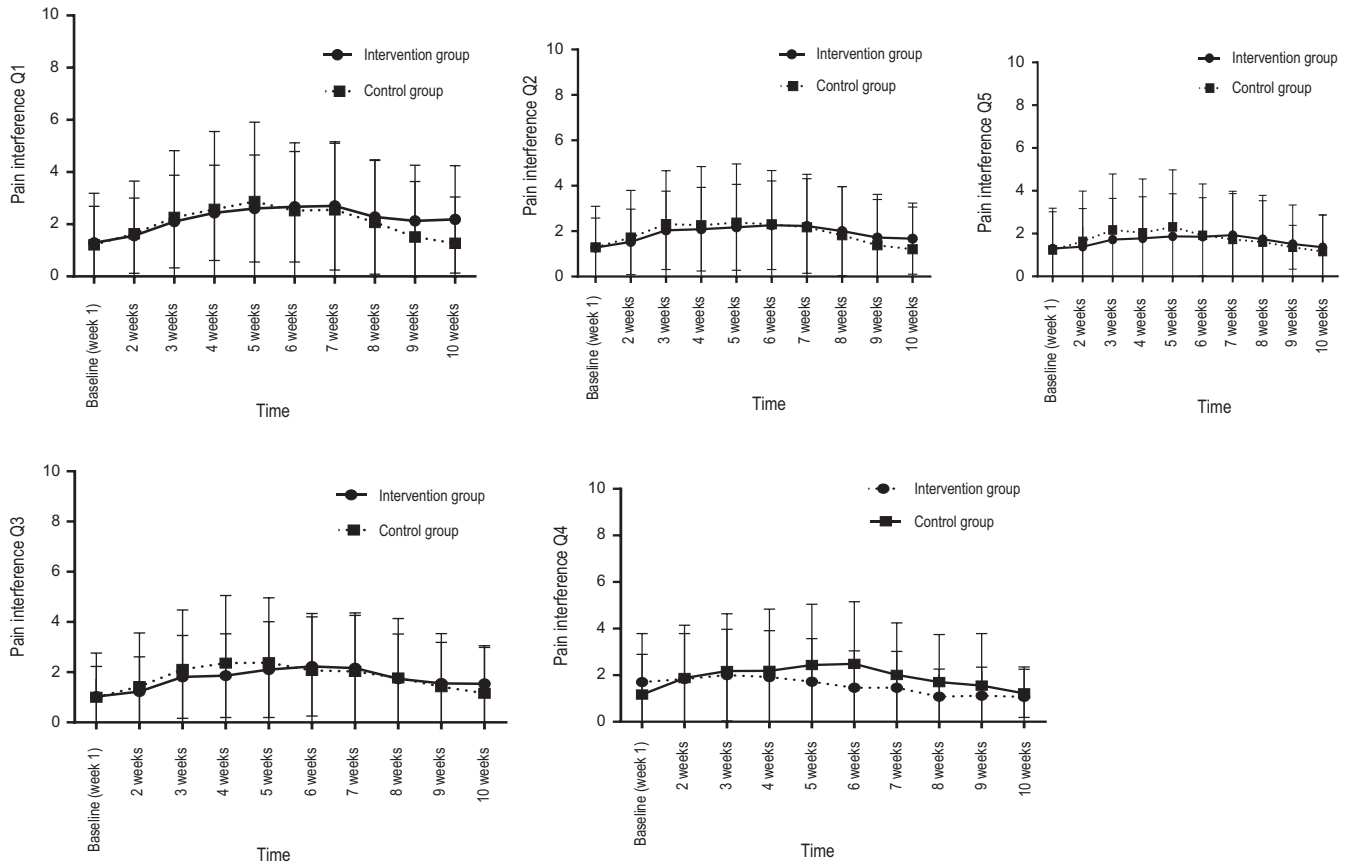 Pain interference Q1
10
8
6
4
2
0
Intervention group
Control group
Baseline (week 1)
2 weeks
3 weeks
4 weeks
5 weeks
6 weeks
7 weeks
8 weeks
9 weeks
10 weeks
Time
Pain interference Q2
10
8
6
4
2
0
Intervention group
Control group
Baseline (week 1)
2 weeks
3 weeks
4 weeks
5 weeks
6 weeks
7 weeks
8 weeks
9 weeks
10 weeks
Time
Pain interference Q5
10
8
6
4
2
0
Intervention group
Control group
Baseline (week 1)
2 weeks
3 weeks
4 weeks
5 weeks
6 weeks
7 weeks
8 weeks
9 weeks
10 weeks
Time
Pain interference Q3
10
8
6
4
2
0
Intervention group
Control group
Baseline (week 1)
2 weeks
3 weeks
4 weeks
5 weeks
6 weeks
7 weeks
8 weeks
9 weeks
10 weeks
Time
Pain interference Q4
10
8
6
4
2
0
Intervention group
Control group
Baseline (week 1)
2 weeks
3 weeks
4 weeks
5 weeks
6 weeks
7 weeks
8 weeks
9 weeks
10 weeks
Time